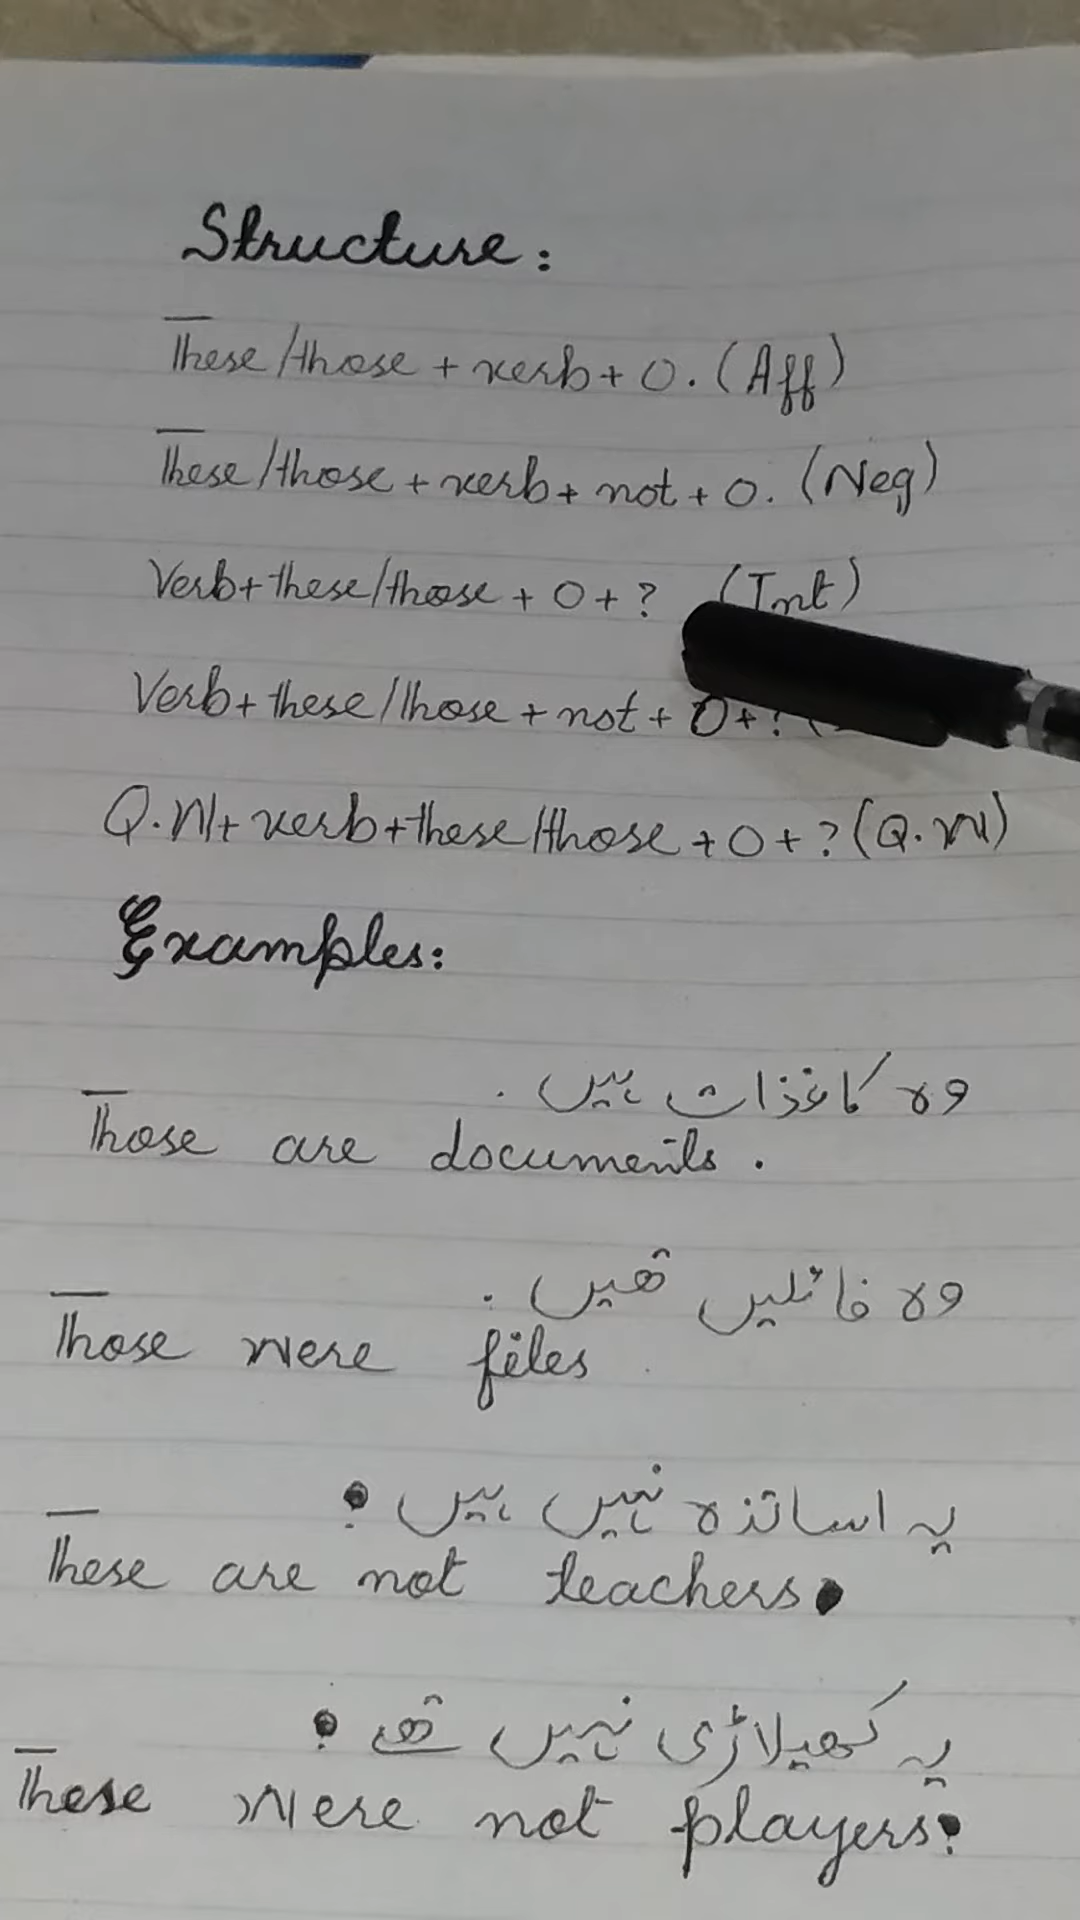 Structure:
These/those + verb + O. (Aff)
These/those + verb + not + O. (Neg)
Verb + these/those + O + ? (Int)
Verb + these/those + not + O + ? (
Q.W + verb + these/those + O + ? (Q.W)
Examples:
وہ کاغذات ہیں.
Those are documents.
وہ فائلیں تھیں.
Those were files.
یہ اساتذہ نہیں ہیں.
These are not teachers.
یہ کھیلاڑی نہیں تھے.
These were not players.